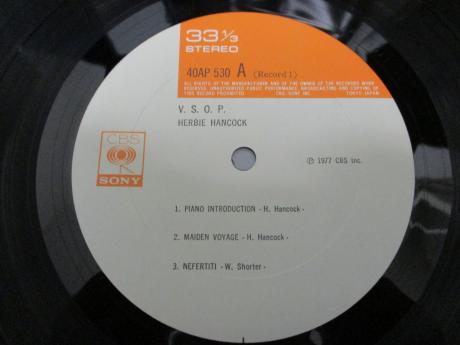 33⅓
STEREO
40AP 530 A (Record 1)
ALL RIGHTS OF THE MANUFACTURER AND OF THE OWNER OF THE RECORDED WORK
RESERVED. UNAUTHORIZED PUBLIC PERFORMANCE, BROADCASTING AND COPYING OF
THIS RECORD PROHIBITED CBS/SONY INC. TOKYO JAPAN
V. S. O. P.
HERBIE HANCOCK
CBS
SONY
℗ 1977 CBS inc.
1. PIANO INTRODUCTION - H. Hancock -
2. MAIDEN VOYAGE - H. Hancock -
3. NEFERTITI - W. Shorter -